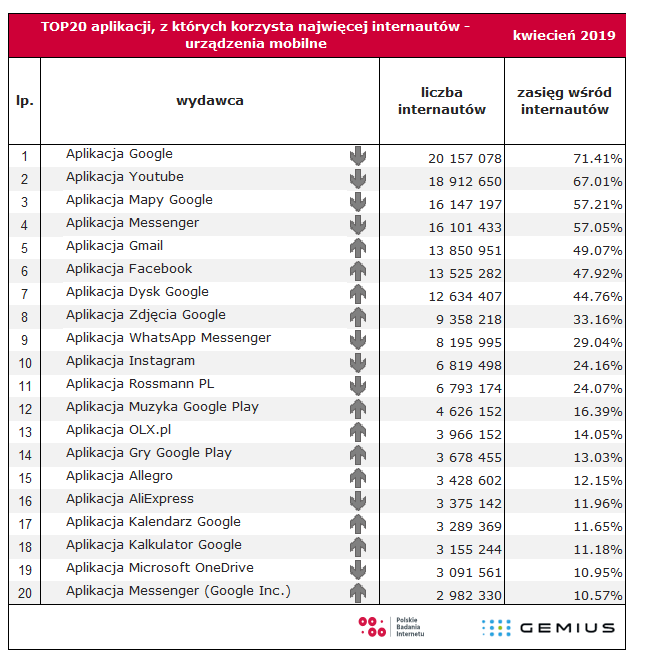 TOP20 aplikacji, z których korzysta najwięcej internautów -
urządzenia mobilne
kwiecień 2019
lp.
wydawca
liczba
internautów
zasięg wśród
internautów
1 Aplikacja Google 20 157 078 71.41%
2 Aplikacja Youtube 18 912 650 67.01%
3 Aplikacja Mapy Google 16 147 197 57.21%
4 Aplikacja Messenger 16 101 433 57.05%
5 Aplikacja Gmail 13 850 951 49.07%
6 Aplikacja Facebook 13 525 282 47.92%
7 Aplikacja Dysk Google 12 634 407 44.76%
8 Aplikacja Zdjęcia Google 9 358 218 33.16%
9 Aplikacja WhatsApp Messenger 8 195 995 29.04%
10 Aplikacja Instagram 6 819 498 24.16%
11 Aplikacja Rossmann PL 6 793 174 24.07%
12 Aplikacja Muzyka Google Play 4 626 152 16.39%
13 Aplikacja OLX.pl 3 966 152 14.05%
14 Aplikacja Gry Google Play 3 678 455 13.03%
15 Aplikacja Allegro 3 428 602 12.15%
16 Aplikacja AliExpress 3 375 142 11.96%
17 Aplikacja Kalendarz Google 3 289 369 11.65%
18 Aplikacja Kalkulator Google 3 155 244 11.18%
19 Aplikacja Microsoft OneDrive 3 091 561 10.95%
20 Aplikacja Messenger (Google Inc.) 2 982 330 10.57%
Polskie
Badania
Internetu
GEMIUS